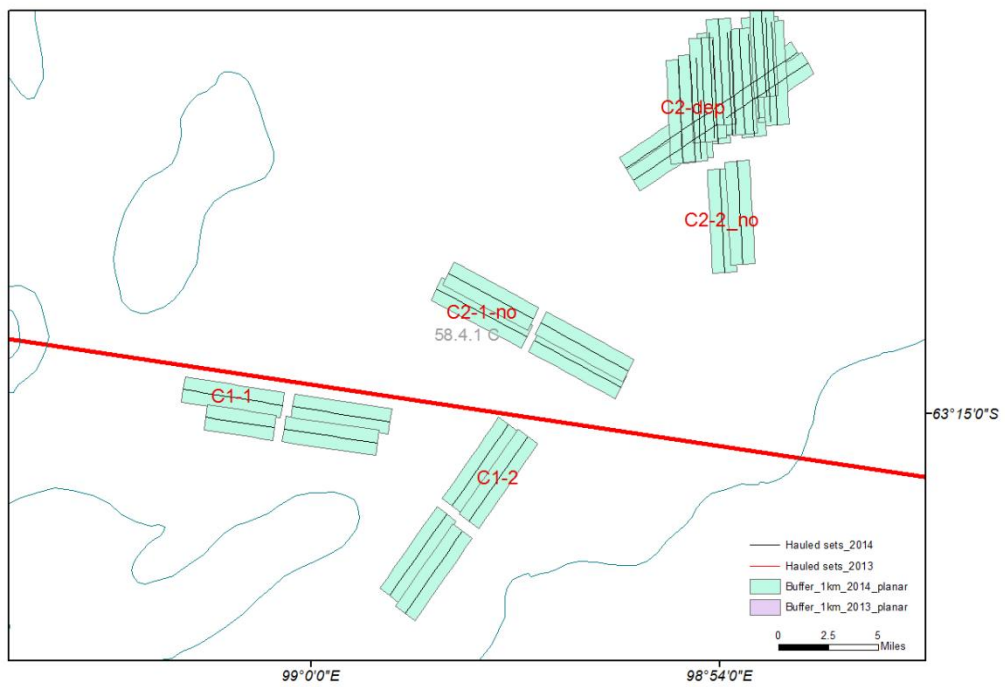 C2-dep
C2-2_no
C2-1-no
58.4.1 C
C1-1
63°15'0"S
C1-2
Hauled sets_2014
Hauled sets_2013
Buffer_1km_2014_planar
Buffer_1km_2013_planar
0 2.5 5
Miles
99°0'0"E 98°54'0"E